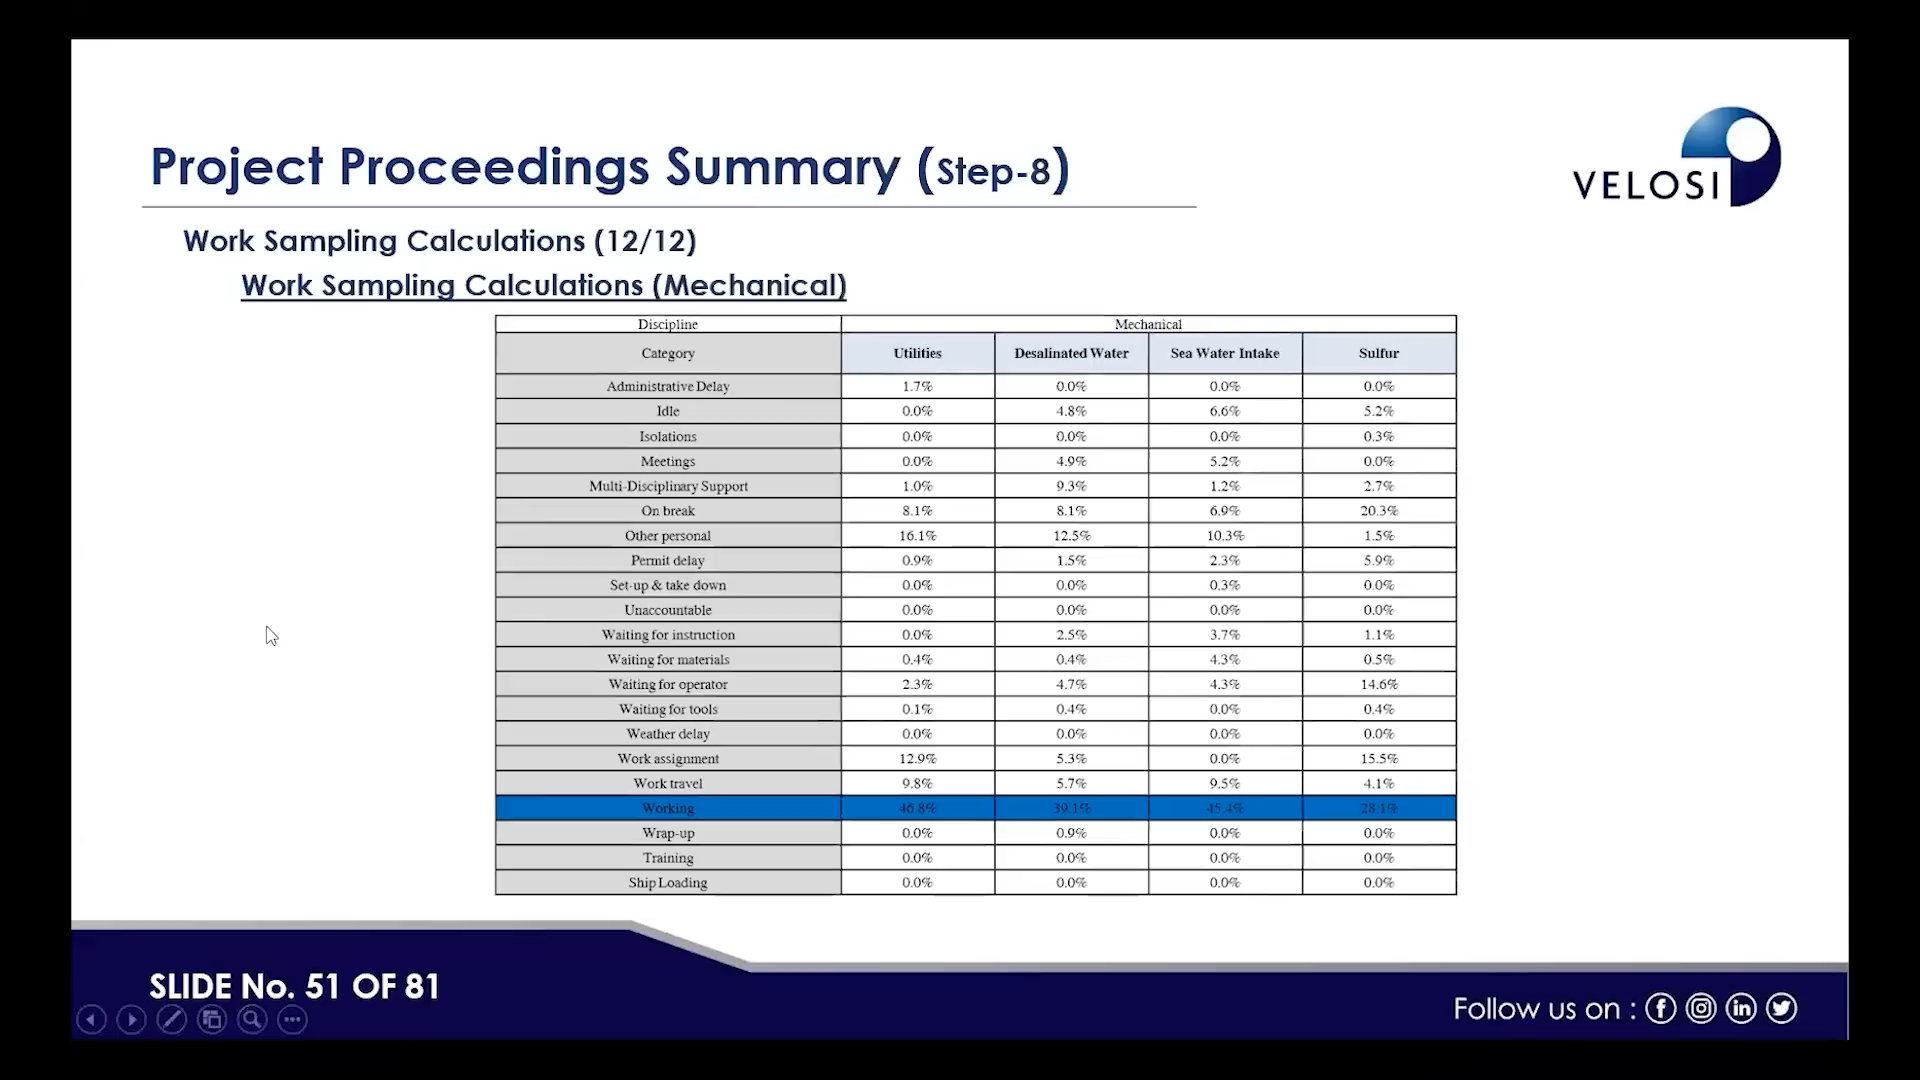 Project Proceedings Summary (Step-8)
VELOSI
Work Sampling Calculations (12/12)
Work Sampling Calculations (Mechanical)
Discipline Mechanical
Category Utilities Desalinated Water Sea Water Intake Sulfur
Administrative Delay 1.7% 0.0% 0.0% 0.0%
Idle 0.0% 4.8% 6.6% 5.2%
Isolations 0.0% 0.0% 0.0% 0.3%
Meetings 0.0% 4.9% 5.2% 0.0%
Multi-Disciplinary Support 1.0% 9.3% 1.2% 2.7%
On break 8.1% 8.1% 6.9% 20.3%
Other personal 16.1% 12.5% 10.3% 1.5%
Permit delay 0.9% 1.5% 2.3% 5.9%
Set-up & take down 0.0% 0.0% 0.3% 0.0%
Unaccountable 0.0% 0.0% 0.0% 0.0%
Waiting for instruction 0.0% 2.5% 3.7% 1.1%
Waiting for materials 0.4% 0.4% 4.3% 0.5%
Waiting for operator 2.3% 4.7% 4.3% 14.6%
Waiting for tools 0.1% 0.4% 0.0% 0.4%
Weather delay 0.0% 0.0% 0.0% 0.0%
Work assignment 12.9% 5.3% 0.0% 15.5%
Work travel 9.8% 5.7% 9.5% 4.1%
Working 46.8% 39.1% 45.4% 28.1%
Wrap-up 0.0% 0.9% 0.0% 0.0%
Training 0.0% 0.0% 0.0% 0.0%
Ship Loading 0.0% 0.0% 0.0% 0.0%
SLIDE No. 51 OF 81
Follow us on :